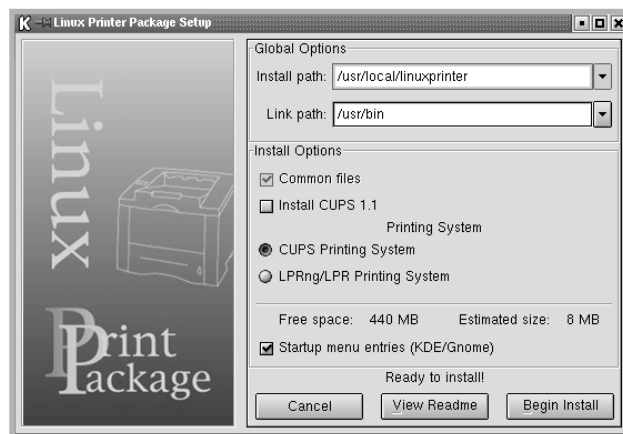 Linux Printer Package Setup
Linux
Print
Package
Global Options
Install path: /usr/local/linuxprinter
Link path: /usr/bin
Install Options
Common files
Install CUPS 1.1
Printing System
CUPS Printing System
LPRng/LPR Printing System
Free space: 440 MB Estimated size: 8 MB
Startup menu entries (KDE/Gnome)
Ready to install!
Cancel View Readme Begin Install